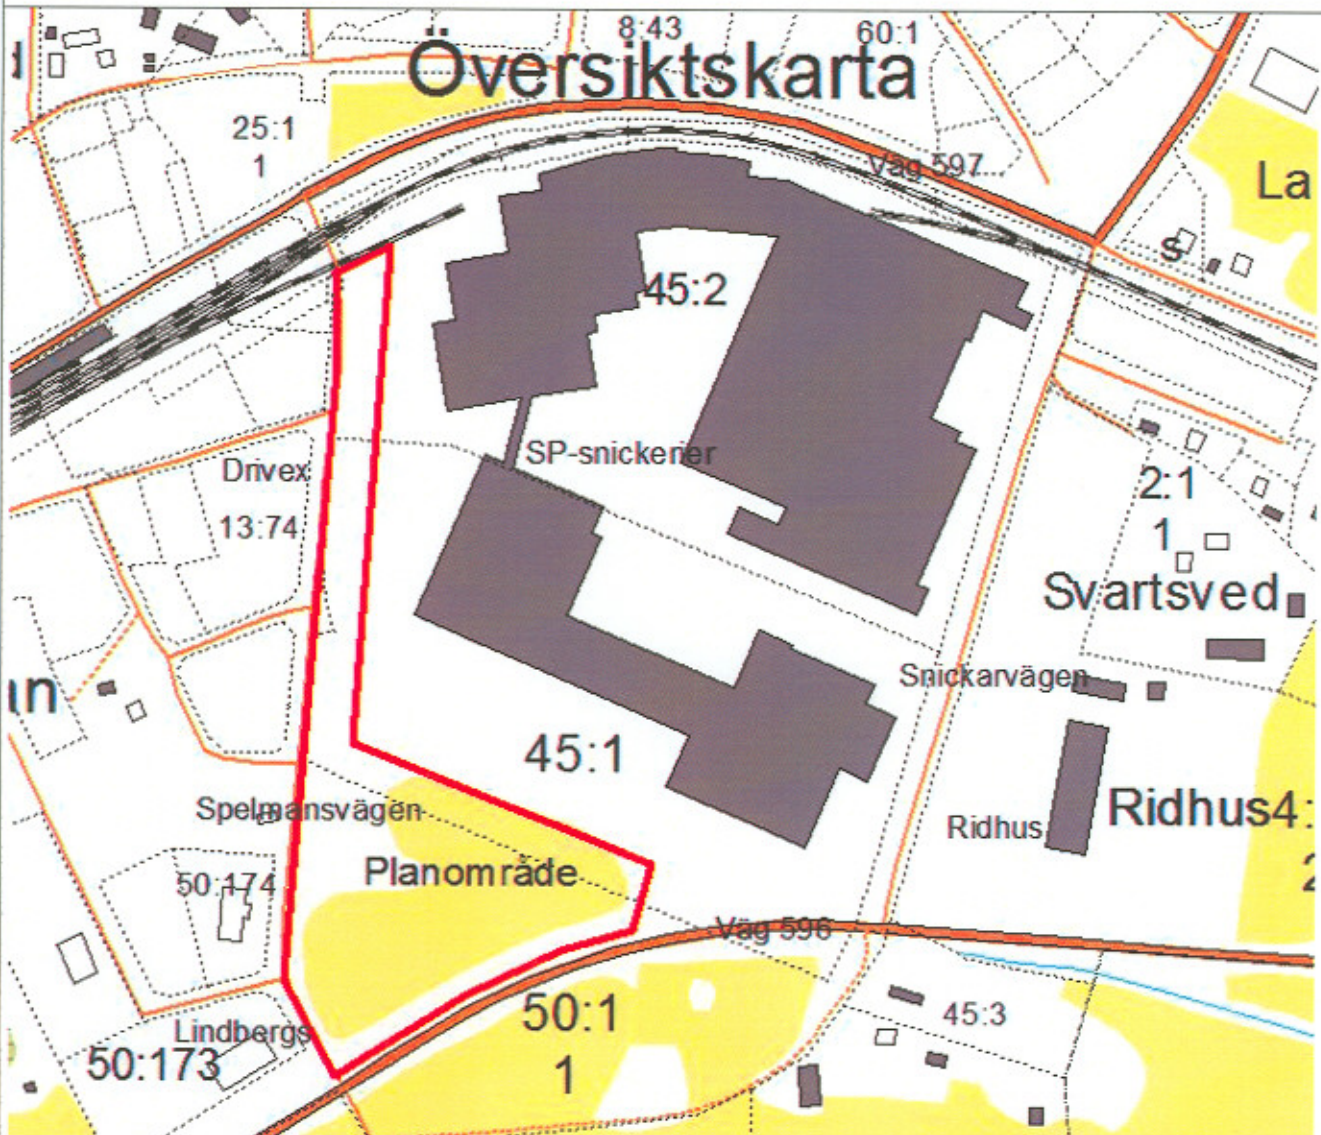 8:43
60:1
Översiktskarta
25:1
1
Väg 597
La
s
45:2
SP-snickerier
Drivex
13:74
2:1
1
Svartsved
Snickarvägen
45:1
Spelmansvägen
Ridhus
Ridhus4:
2
Planområde
50:174
Väg 596
50:1
1
45:3
Lindbergs
50:173